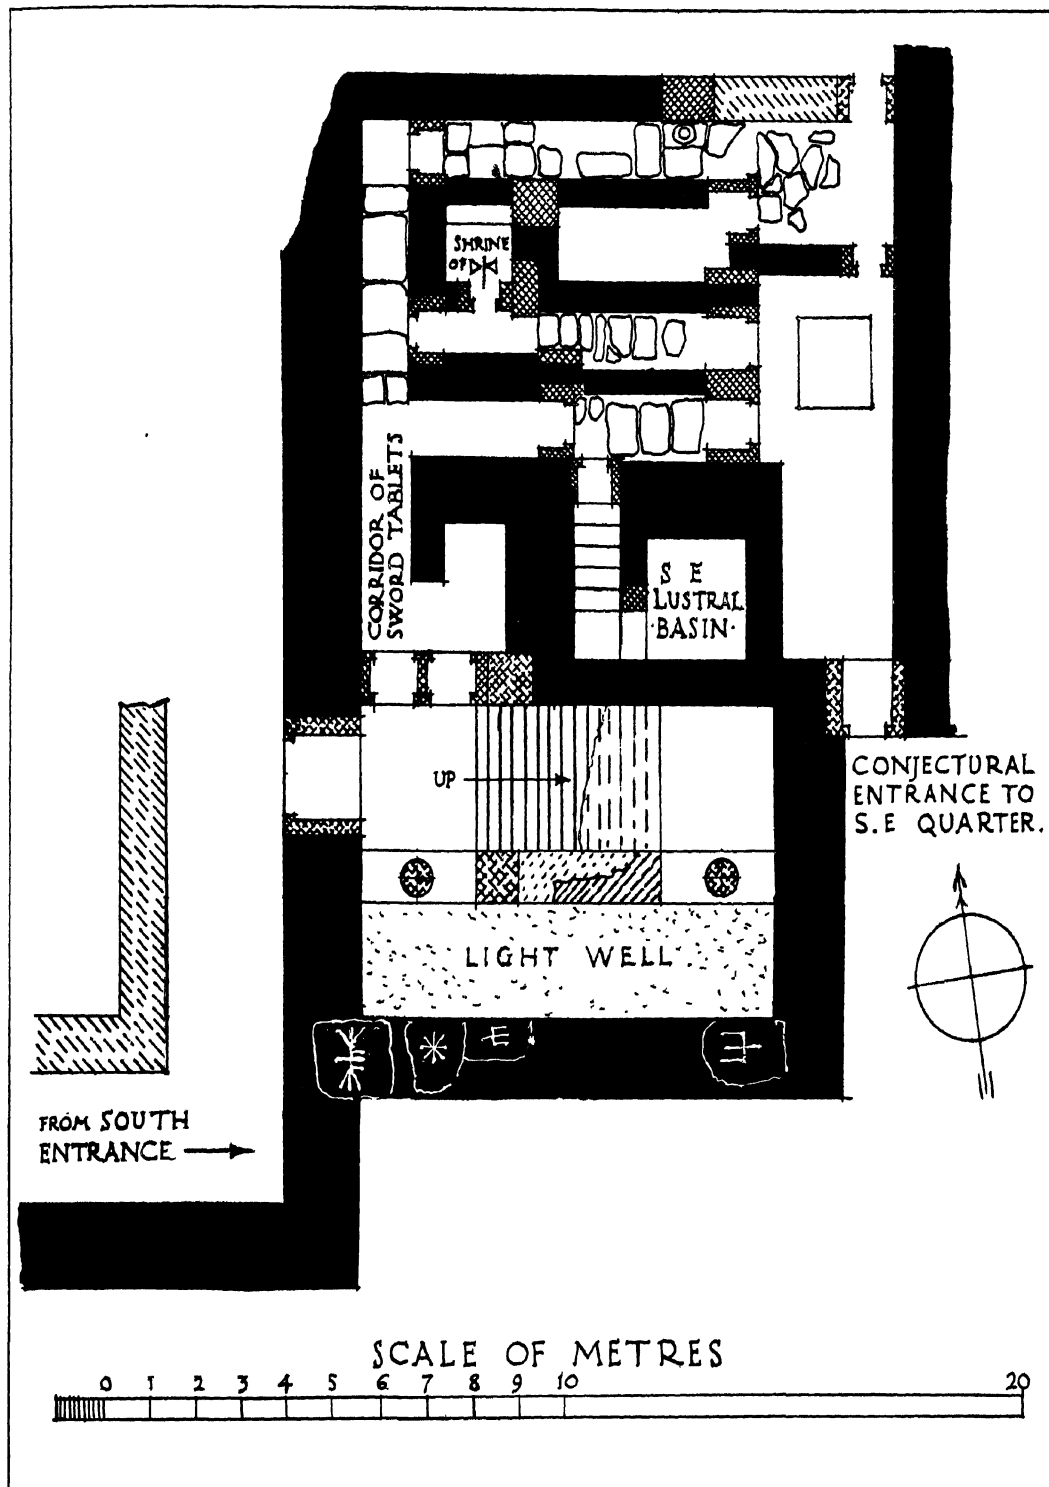 SHRINE
OF
CORRIDOR OF
SWORD TABLETS
S E
LUSTRAL
·BASIN·
UP
CONJECTURAL
ENTRANCE TO
S.E QUARTER.
LIGHT WELL
FROM SOUTH
ENTRANCE
SCALE OF METRES
0 1 2 3 4 5 6 7 8 9 10 20